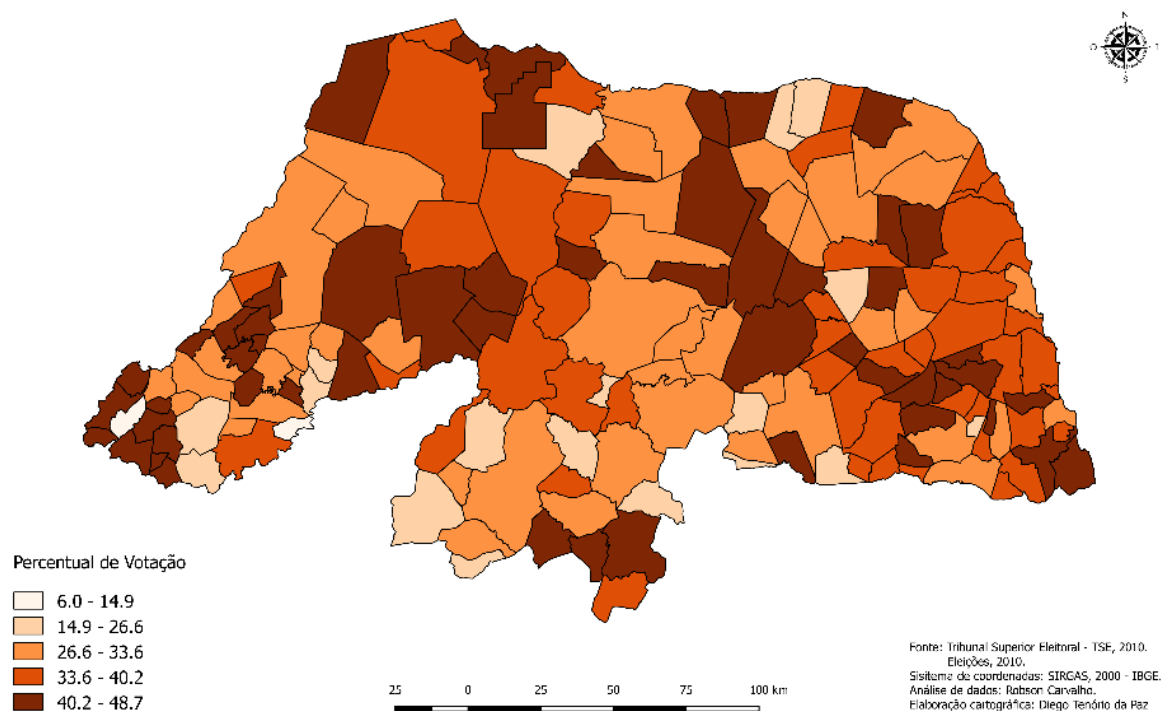 N
O
S
Percentual de Votação
6.0 - 14.9
14.9 - 26.6
26.6 - 33.6
33.6 - 40.2
40.2 - 48.7
25 0 25 50 75 100 km
Fonte: Tribunal Superior Eleitoral - TSE, 2010.
Eleições, 2010.
Sisitema de coordenadas: SIRGAS, 2000 - IBGE.
Análise de dados: Robson Carvalho.
Elaboração cartográfica: Diego Tenório da Paz